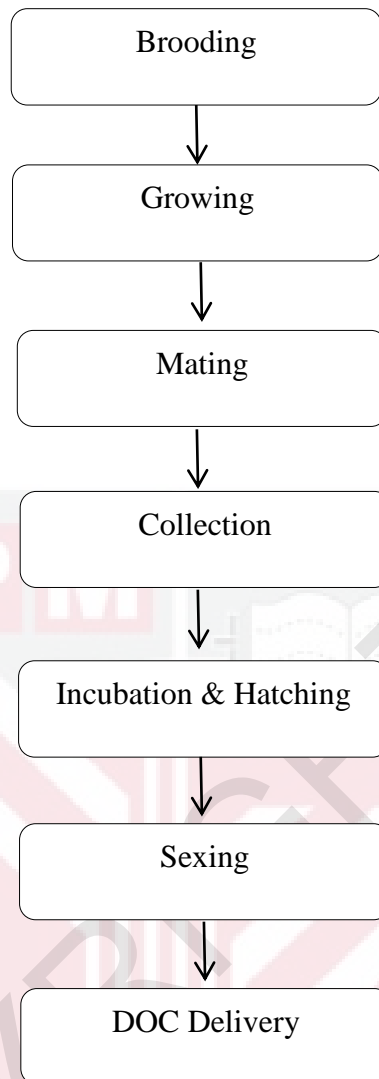 Brooding
Growing
Mating
Collection
Incubation & Hatching
Sexing
DOC Delivery